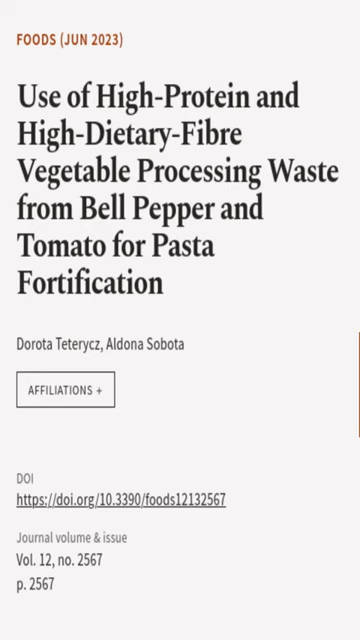 FOODS (JUN 2023)
Use of High-Protein and
High-Dietary-Fibre
Vegetable Processing Waste
from Bell Pepper and
Tomato for Pasta
Fortification
Dorota Teterycz, Aldona Sobota
AFFILIATIONS +
DOI
https://doi.org/10.3390/foods12132567
Journal volume & issue
Vol. 12, no. 2567
p. 2567